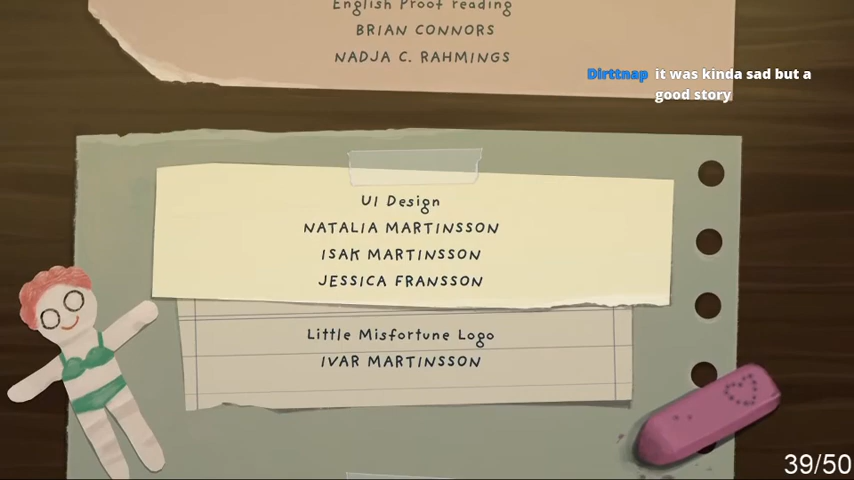 English Proof reading
BRIAN CONNORS
NADJA C. RAHMINGS
Dirttnap it was kinda sad but a
good story
UI Design
NATALIA MARTINSSON
ISAK MARTINSSON
JESSICA FRANSSON
Little Misfortune Logo
IVAR MARTINSSON
39/50